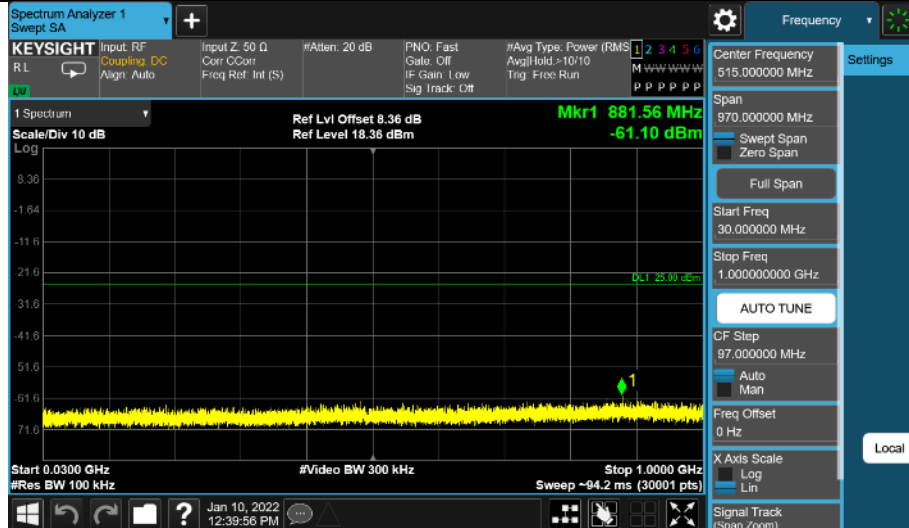 Spectrum Analyzer 1
Swept SA
+
Frequency
KEYSIGHT
RL
LXI
Input: RF
Coupling: DC
Align: Auto
Input Z: 50 Ω
Corr CCorr
Freq Ref: Int (S)
#Atten: 20 dB
PNO: Fast
Gate: Off
IF Gain: Low
Sig Track: Off
#Avg Type: Power (RMS
Avg|Hold:>10/10
Trig: Free Run
1 2 3 4 5 6
M W W W W W
P P P P P P
Center Frequency
515.000000 MHz
Settings
1 Spectrum
Scale/Div 10 dB
Log
Ref Lvl Offset 8.36 dB
Ref Level 18.36 dBm
Mkr1 881.56 MHz
-61.10 dBm
Span
970.000000 MHz
Swept Span
Zero Span
Full Span
Start Freq
30.000000 MHz
Stop Freq
1.000000000 GHz
AUTO TUNE
CF Step
97.000000 MHz
Auto
Man
Freq Offset
0 Hz
X Axis Scale
Log
Lin
Signal Track
(Span Zoom)
Local
8.36
-1.64
-11.6
-21.6
-31.6
-41.6
-51.6
-61.6
-71.6
DL1 -25.00 dBm
1
Start 0.0300 GHz
#Res BW 100 kHz
#Video BW 300 kHz
Stop 1.0000 GHz
Sweep ~94.2 ms (30001 pts)
?
Jan 10, 2022
12:39:56 PM